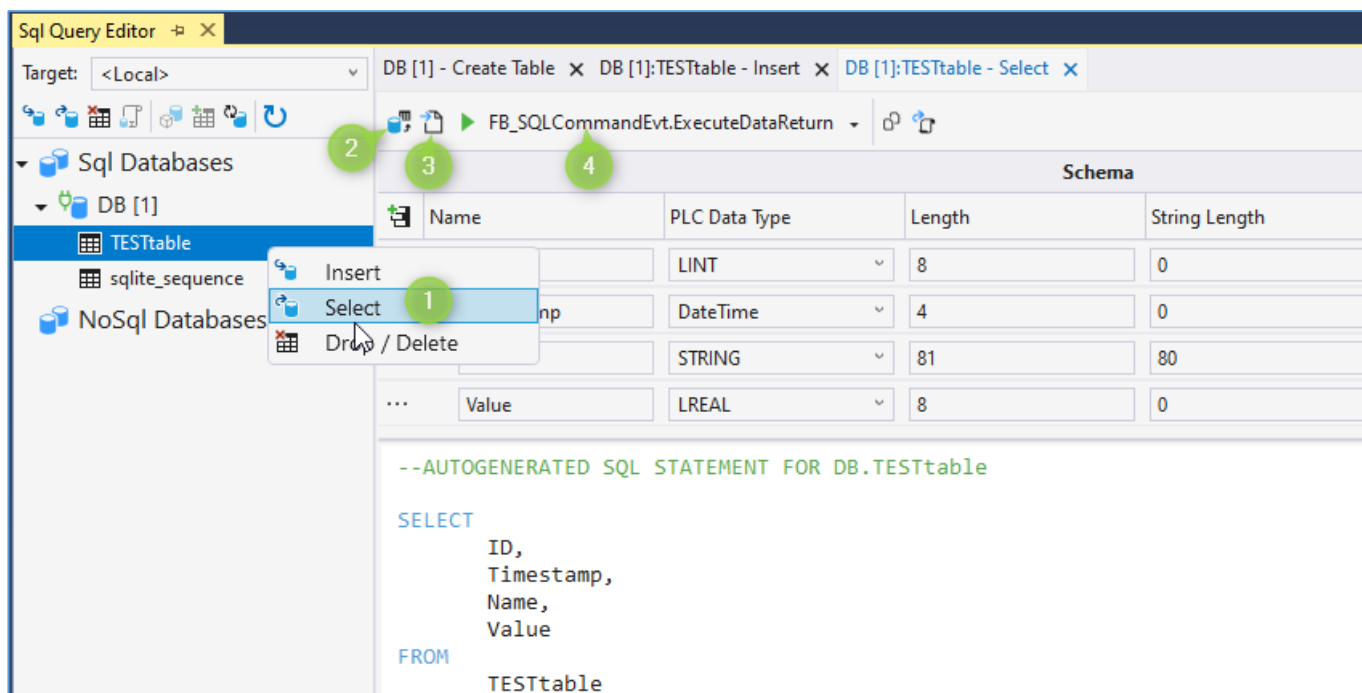 Sql Query Editor
Target: <Local>
DB [1] - Create Table DB [1]:TESTtable - Insert DB [1]:TESTtable - Select
2
3
FB_SQLCommandEvt.ExecuteDataReturn
4
Sql Databases
DB [1]
TESTtable
sqlite_sequence
NoSql Databases
Insert
Select
1
Drop / Delete
Schema
Name PLC Data Type Length String Length
LINT 8 0
np DateTime 4 0
STRING 81 80
... Value LREAL 8 0
--AUTOGENERATED SQL STATEMENT FOR DB.TESTtable
SELECT
ID,
Timestamp,
Name,
Value
FROM
TESTtable